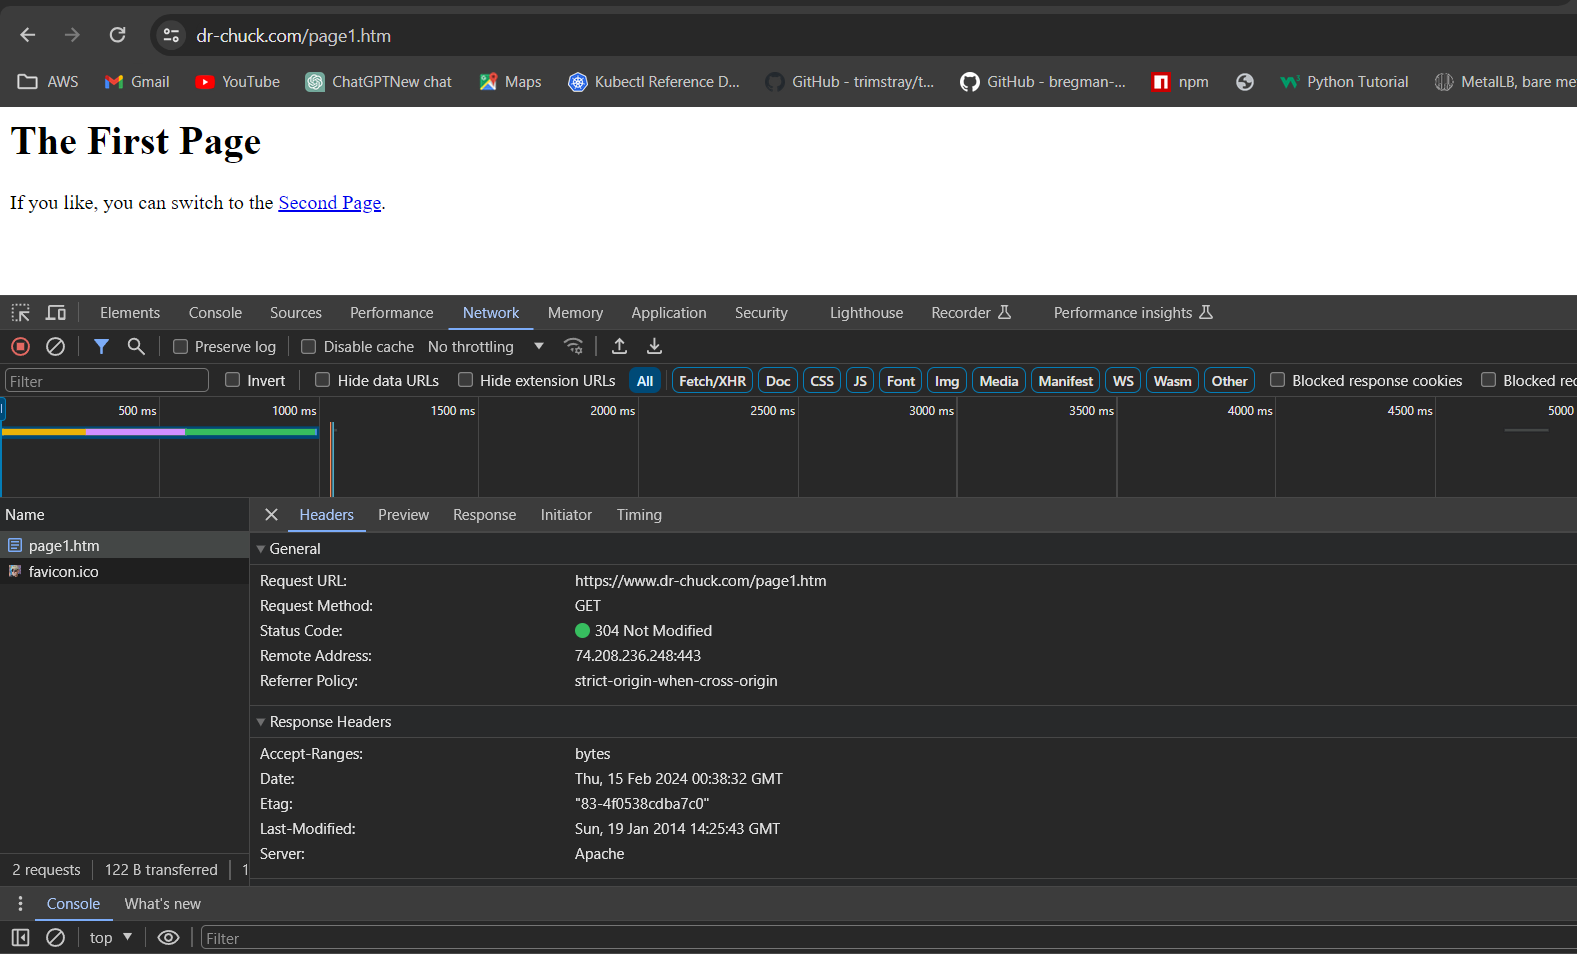 dr-chuck.com/page1.htm
AWS Gmail YouTube ChatGPTNew chat Maps Kubectl Reference D... GitHub - trimstray/t... GitHub - bregman-... npm Python Tutorial MetalLB, bare me
The First Page
If you like, you can switch to the Second Page.
Elements Console Sources Performance Network Memory Application Security Lighthouse Recorder Performance insights
Preserve log Disable cache No throttling
Filter Invert Hide data URLs Hide extension URLs All Fetch/XHR Doc CSS JS Font Img Media Manifest WS Wasm Other Blocked response cookies Blocked rec
500 ms 1000 ms 1500 ms 2000 ms 2500 ms 3000 ms 3500 ms 4000 ms 4500 ms 5000
Name Headers Preview Response Initiator Timing
page1.htm
favicon.ico
General
Request URL: https://www.dr-chuck.com/page1.htm
Request Method: GET
Status Code: 304 Not Modified
Remote Address: 74.208.236.248:443
Referrer Policy: strict-origin-when-cross-origin
Response Headers
Accept-Ranges: bytes
Date: Thu, 15 Feb 2024 00:38:32 GMT
Etag: "83-4f0538cdba7c0"
Last-Modified: Sun, 19 Jan 2014 14:25:43 GMT
Server: Apache
2 requests 122 B transferred 1
Console What's new
top Filter